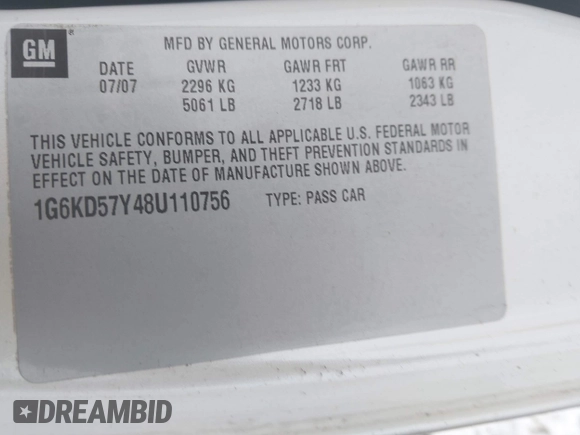 GM
MFD BY GENERAL MOTORS CORP.
DATE GVWR GAWR FRT GAWR RR
07/07 2296 KG 1233 KG 1063 KG
5061 LB 2718 LB 2343 LB
THIS VEHICLE CONFORMS TO ALL APPLICABLE U.S. FEDERAL MOTOR
VEHICLE SAFETY, BUMPER, AND THEFT PREVENTION STANDARDS IN
EFFECT ON THE DATE OF MANUFACTURE SHOWN ABOVE.
1G6KD57Y48U110756 TYPE: PASS CAR
DREAMBID